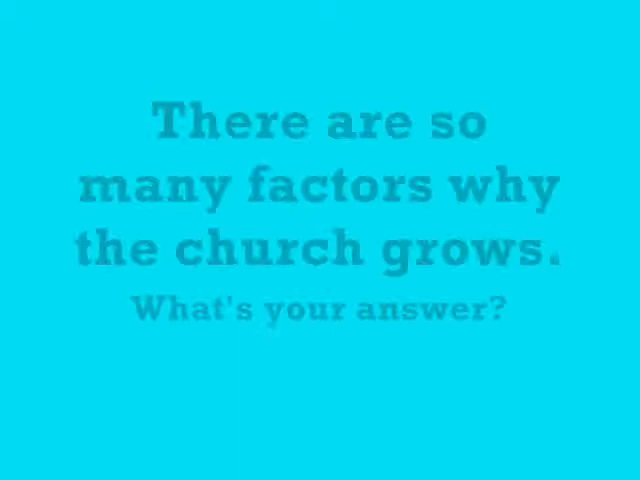 There are so
many factors why
the church grows.
What's your answer?